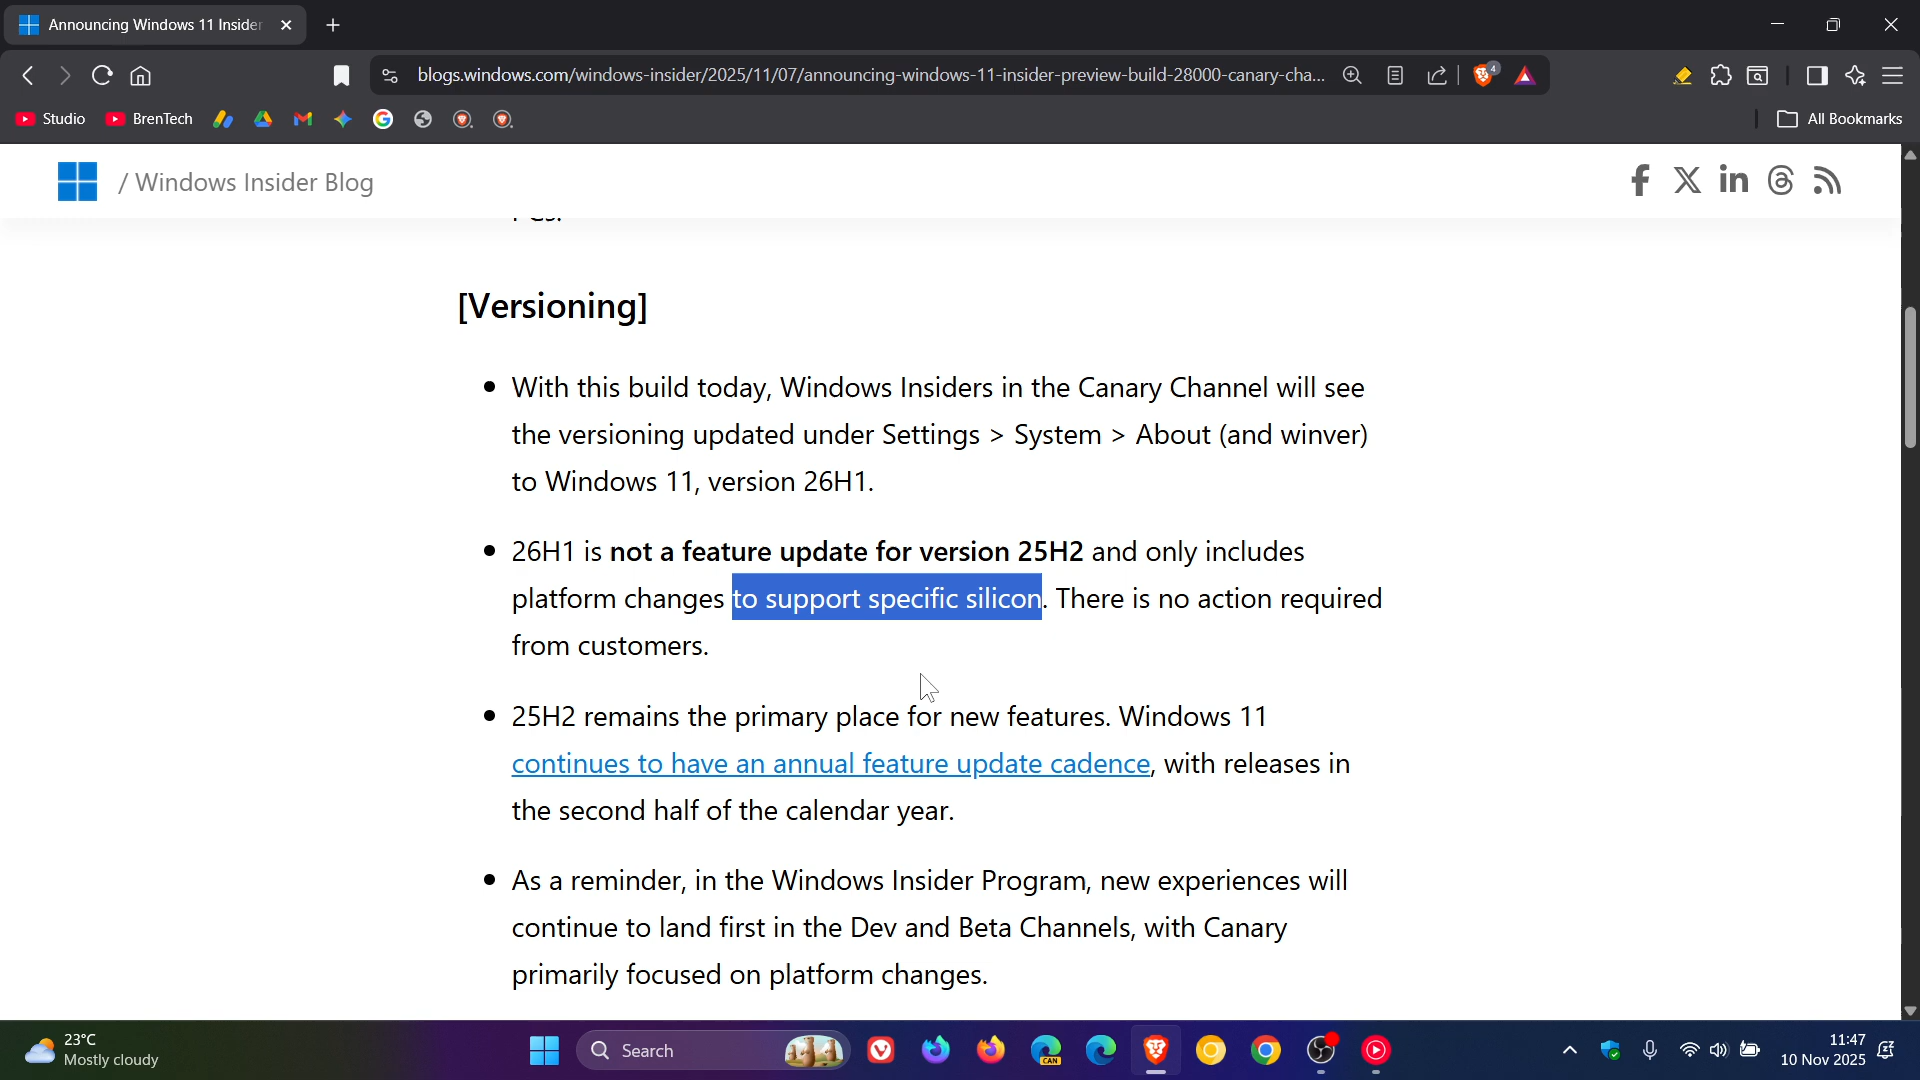 Announcing Windows 11 Insider
blogs.windows.com/windows-insider/2025/11/07/announcing-windows-11-insider-preview-build-28000-canary-cha...
4
Studio
BrenTech
All Bookmarks
/ Windows Insider Blog
[Versioning]
With this build today, Windows Insiders in the Canary Channel will see
the versioning updated under Settings > System > About (and winver)
to Windows 11, version 26H1.
26H1 is not a feature update for version 25H2 and only includes
platform changes to support specific silicon. There is no action required
from customers.
25H2 remains the primary place for new features. Windows 11
continues to have an annual feature update cadence, with releases in
the second half of the calendar year.
As a reminder, in the Windows Insider Program, new experiences will
continue to land first in the Dev and Beta Channels, with Canary
primarily focused on platform changes.
23°C
Mostly cloudy
Search
CAN
11:47
10 Nov 2025